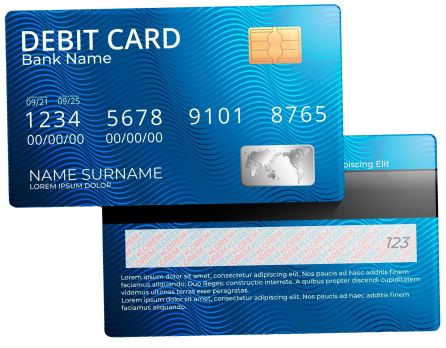 DEBIT CARD
Bank Name
09/21 09/25
1234 5678 9101 8765
00/00/00 00/00/00
NAME SURNAME
LOREM IPSUM DOLOR
piscing Elit
123
Lorem ipsum dolor sit amet, consectetur adipiscing elit. Nos paucis ad haec additis finem
faciamus aliquando; Duo Reges: constructio interrete. A quibus propter discendi cupiditatem
videmus ultimas terras esse peragratas.
Lorem ipsum dolor sit amet, consectetur adipiscing elit. Nos paucis ad haec additis finem
faciamus aliquando.